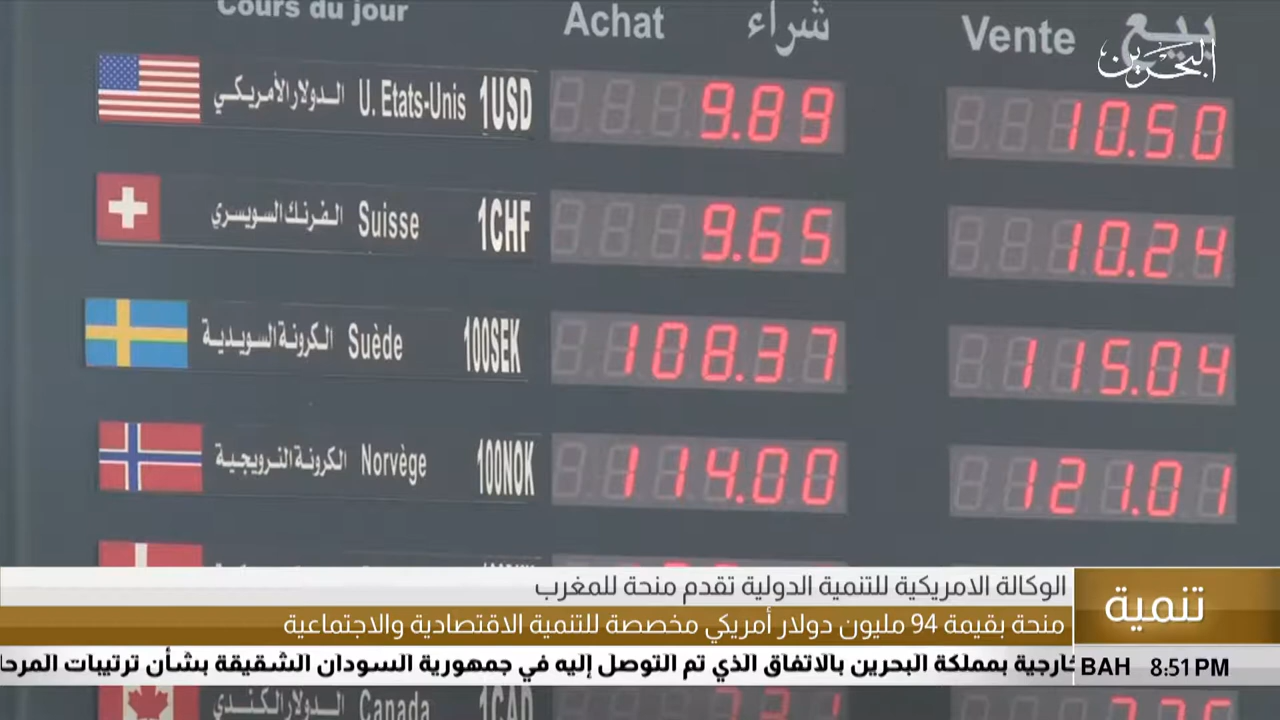 Cours du jour
Achat شراء
Vente بيع
البحرين
الدولار الأمريكي U. Etats-Unis 1USD 9.89 10.50
الفرنك السويسري Suisse 1CHF 9.65 10.24
الكرونة السويدية Suède 100SEK 108.37 115.04
الكرونة النرويجية Norvège 100NOK 114.00 121.01
الوكالة الامريكية للتنمية الدولية تقدم منحة للمغرب
تنمية
منحة بقيمة 94 مليون دولار أمريكي مخصصة للتنمية الاقتصادية والاجتماعية
خارجية بمملكة البحرين بالاتفاق الذي تم التوصل إليه في جمهورية السودان الشقيقة بشأن ترتيبات المرحا
BAH 8:51 PM
الدولار الكندي Canada 1CAD